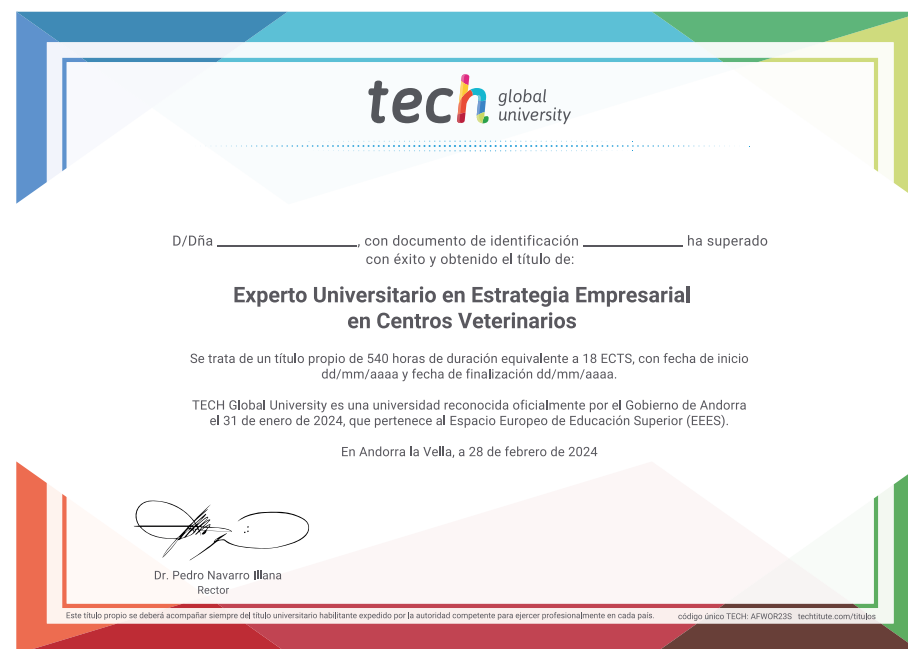 tech global university
D/Dña ____________________, con documento de identificación ______________ ha superado
con éxito y obtenido el título de:
Experto Universitario en Estrategia Empresarial
en Centros Veterinarios
Se trata de un título propio de 540 horas de duración equivalente a 18 ECTS, con fecha de inicio
dd/mm/aaaa y fecha de finalización dd/mm/aaaa.
TECH Global University es una universidad reconocida oficialmente por el Gobierno de Andorra
el 31 de enero de 2024, que pertenece al Espacio Europeo de Educación Superior (EEES).
En Andorra la Vella, a 28 de febrero de 2024
Dr. Pedro Navarro Illana
Rector
Este título propio se deberá acompañar siempre del título universitario habilitante expedido por la autoridad competente para ejercer profesionalmente en cada país.
código único TECH: AFWOR23S techtitute.com/titulos